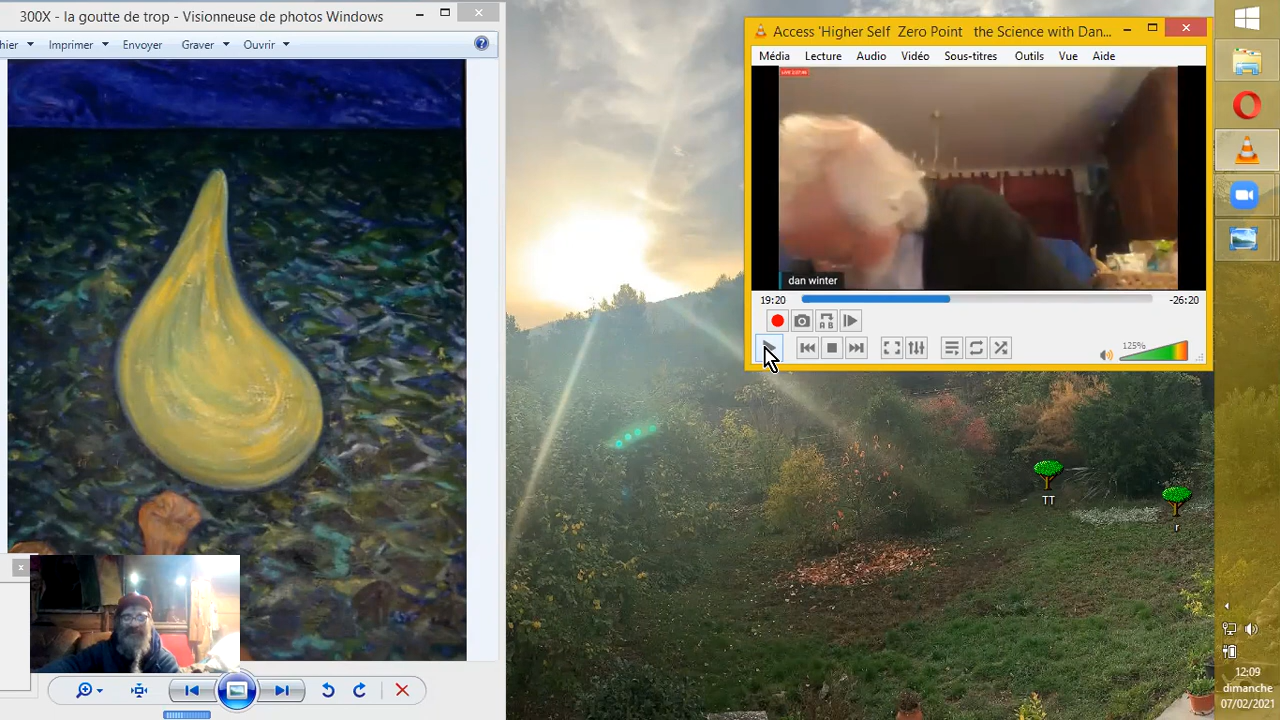 300X - la goutte de trop - Visionneuse de photos Windows
hier Imprimer Envoyer Graver Ouvrir
Access 'Higher Self Zero Point the Science with Dan...
Média Lecture Audio Vidéo Sous-titres Outils Vue Aide
dan winter
19:20 -26:20
125%
TT
r
12:09
dimanche
07/02/2021